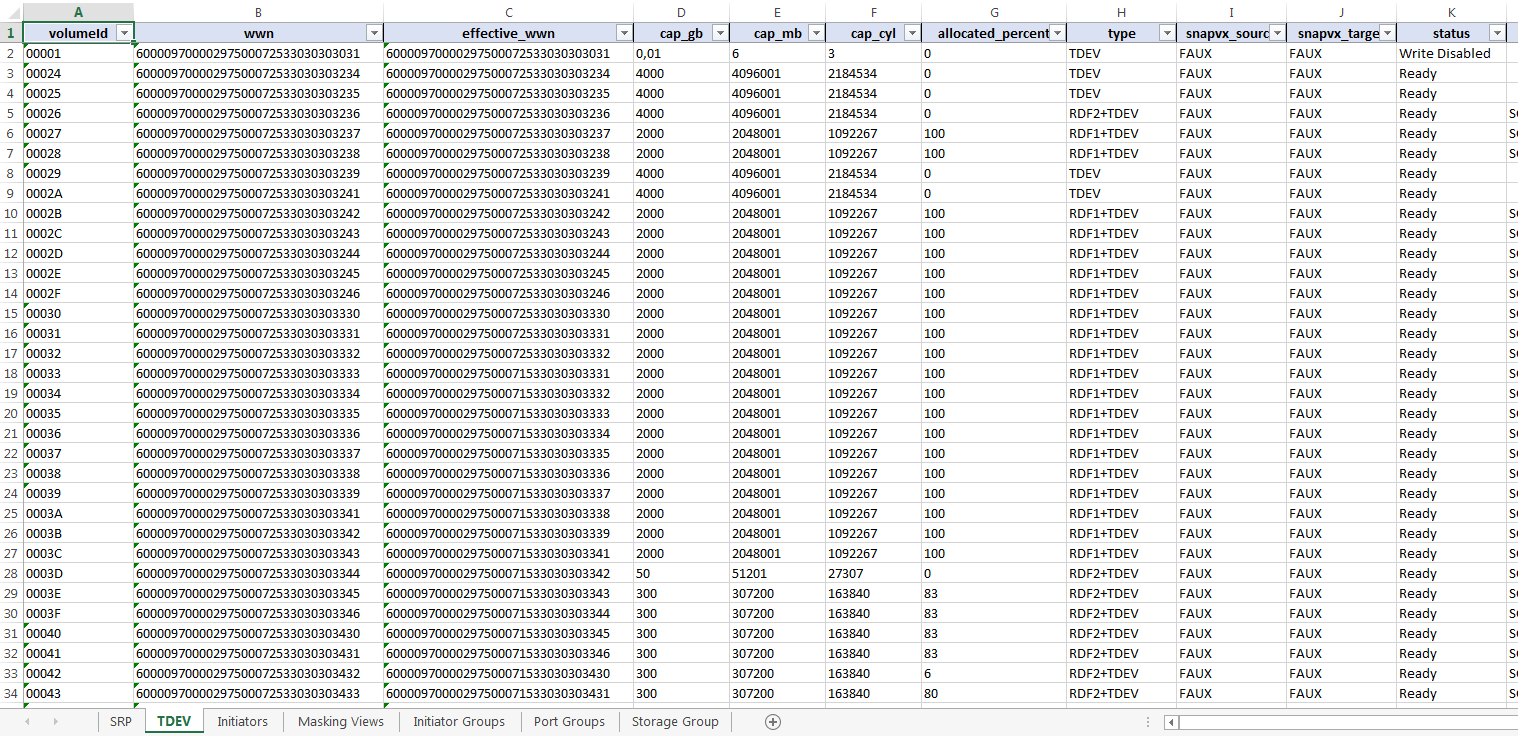 A B C D E F G H I J K
1 volumeId wwn effective_wwn cap_gb cap_mb cap_cyl allocated_percent type snapvx_sourc snapvx_targe status
2 00001 60000970000297500072533030303031 60000970000297500072533030303031 0,01 6 3 0 TDEV FAUX FAUX Write Disabled
3 00024 60000970000297500072533030303234 60000970000297500072533030303234 4000 4096001 2184534 0 TDEV FAUX FAUX Ready
4 00025 60000970000297500072533030303235 60000970000297500072533030303235 4000 4096001 2184534 0 TDEV FAUX FAUX Ready
5 00026 60000970000297500072533030303236 60000970000297500072533030303236 4000 4096001 2184534 0 RDF2+TDEV FAUX FAUX Ready
6 00027 60000970000297500072533030303237 60000970000297500072533030303237 2000 2048001 1092267 100 RDF1+TDEV FAUX FAUX Ready
7 00028 60000970000297500072533030303238 60000970000297500072533030303238 2000 2048001 1092267 100 RDF1+TDEV FAUX FAUX Ready
8 00029 60000970000297500072533030303239 60000970000297500072533030303239 4000 4096001 2184534 0 TDEV FAUX FAUX Ready
9 0002A 60000970000297500072533030303241 60000970000297500072533030303241 4000 4096001 2184534 0 TDEV FAUX FAUX Ready
10 0002B 60000970000297500072533030303242 60000970000297500072533030303242 2000 2048001 1092267 100 RDF1+TDEV FAUX FAUX Ready
11 0002C 60000970000297500072533030303243 60000970000297500072533030303243 2000 2048001 1092267 100 RDF1+TDEV FAUX FAUX Ready
12 0002D 60000970000297500072533030303244 60000970000297500072533030303244 2000 2048001 1092267 100 RDF1+TDEV FAUX FAUX Ready
13 0002E 60000970000297500072533030303245 60000970000297500072533030303245 2000 2048001 1092267 100 RDF1+TDEV FAUX FAUX Ready
14 0002F 60000970000297500072533030303246 60000970000297500072533030303246 2000 2048001 1092267 100 RDF1+TDEV FAUX FAUX Ready
15 00030 60000970000297500072533030303330 60000970000297500072533030303330 2000 2048001 1092267 100 RDF1+TDEV FAUX FAUX Ready
16 00031 60000970000297500072533030303331 60000970000297500072533030303331 2000 2048001 1092267 100 RDF1+TDEV FAUX FAUX Ready
17 00032 60000970000297500072533030303332 60000970000297500072533030303332 2000 2048001 1092267 100 RDF1+TDEV FAUX FAUX Ready
18 00033 60000970000297500072533030303333 60000970000297500071533030303331 2000 2048001 1092267 100 RDF1+TDEV FAUX FAUX Ready
19 00034 60000970000297500072533030303334 60000970000297500071533030303332 2000 2048001 1092267 100 RDF1+TDEV FAUX FAUX Ready
20 00035 60000970000297500072533030303335 60000970000297500071533030303333 2000 2048001 1092267 100 RDF1+TDEV FAUX FAUX Ready
21 00036 60000970000297500072533030303336 60000970000297500071533030303334 2000 2048001 1092267 100 RDF1+TDEV FAUX FAUX Ready
22 00037 60000970000297500072533030303337 60000970000297500071533030303335 2000 2048001 1092267 100 RDF1+TDEV FAUX FAUX Ready
23 00038 60000970000297500072533030303338 60000970000297500071533030303336 2000 2048001 1092267 100 RDF1+TDEV FAUX FAUX Ready
24 00039 60000970000297500072533030303339 60000970000297500071533030303337 2000 2048001 1092267 100 RDF1+TDEV FAUX FAUX Ready
25 0003A 60000970000297500072533030303341 60000970000297500071533030303338 2000 2048001 1092267 100 RDF1+TDEV FAUX FAUX Ready
26 0003B 60000970000297500072533030303342 60000970000297500071533030303339 2000 2048001 1092267 100 RDF1+TDEV FAUX FAUX Ready
27 0003C 60000970000297500072533030303343 60000970000297500071533030303341 2000 2048001 1092267 100 RDF1+TDEV FAUX FAUX Ready
28 0003D 60000970000297500072533030303344 60000970000297500071533030303342 50 51201 27307 0 RDF2+TDEV FAUX FAUX Ready
29 0003E 60000970000297500072533030303345 60000970000297500071533030303343 300 307200 163840 83 RDF2+TDEV FAUX FAUX Ready
30 0003F 60000970000297500072533030303346 60000970000297500071533030303344 300 307200 163840 83 RDF2+TDEV FAUX FAUX Ready
31 00040 60000970000297500072533030303430 60000970000297500071533030303345 300 307200 163840 83 RDF2+TDEV FAUX FAUX Ready
32 00041 60000970000297500072533030303431 60000970000297500071533030303346 300 307200 163840 83 RDF2+TDEV FAUX FAUX Ready
33 00042 60000970000297500072533030303432 60000970000297500071533030303430 300 307200 163840 6 RDF2+TDEV FAUX FAUX Ready
34 00043 60000970000297500072533030303433 60000970000297500071533030303431 300 307200 163840 80 RDF2+TDEV FAUX FAUX Ready
SRP TDEV Initiators Masking Views Initiator Groups Port Groups Storage Group